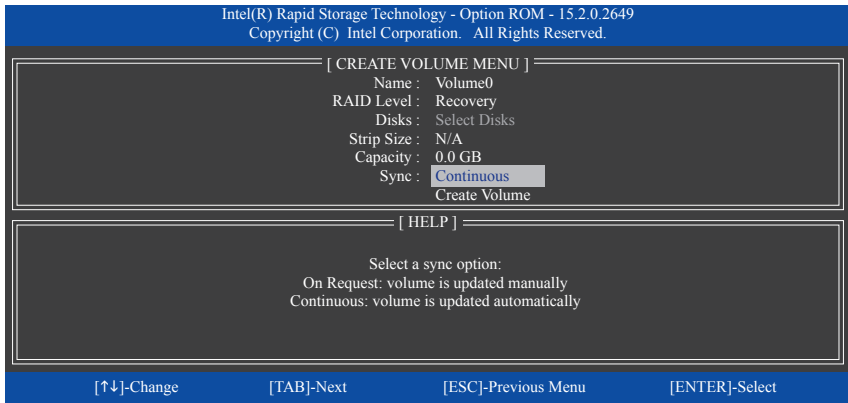 Intel(R) Rapid Storage Technology - Option ROM - 15.2.0.2649
Copyright (C) Intel Corporation. All Rights Reserved.
[ CREATE VOLUME MENU ]
Name : Volume0
RAID Level : Recovery
Disks : Select Disks
Strip Size : N/A
Capacity : 0.0 GB
Sync : Continuous
Create Volume
[ HELP ]
Select a sync option:
On Request: volume is updated manually
Continuous: volume is updated automatically
[↑↓]-Change [TAB]-Next [ESC]-Previous Menu [ENTER]-Select